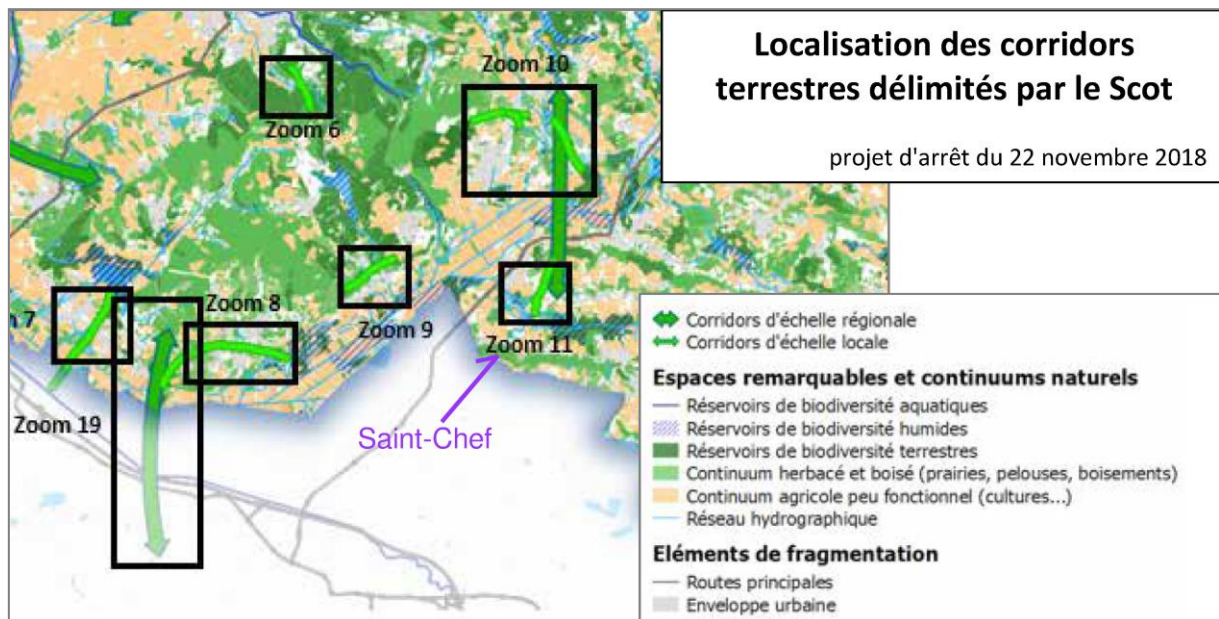 Localisation des corridors
terrestres délimités par le Scot
projet d'arrêt du 22 novembre 2018
Zoom 10
Zoom 6
Zoom 8
7
Zoom 9
Zoom 11
Zoom 19
Saint-Chef
Corridors d'échelle régionale
Corridors d'échelle locale
Espaces remarquables et continuums naturels
Réservoirs de biodiversité aquatiques
Réservoirs de biodiversité humides
Réservoirs de biodiversité terrestres
Continuum herbacé et boisé (prairies, pelouses, boisements)
Continuum agricole peu fonctionnel (cultures...)
Réseau hydrographique
Eléments de fragmentation
Routes principales
Enveloppe urbaine